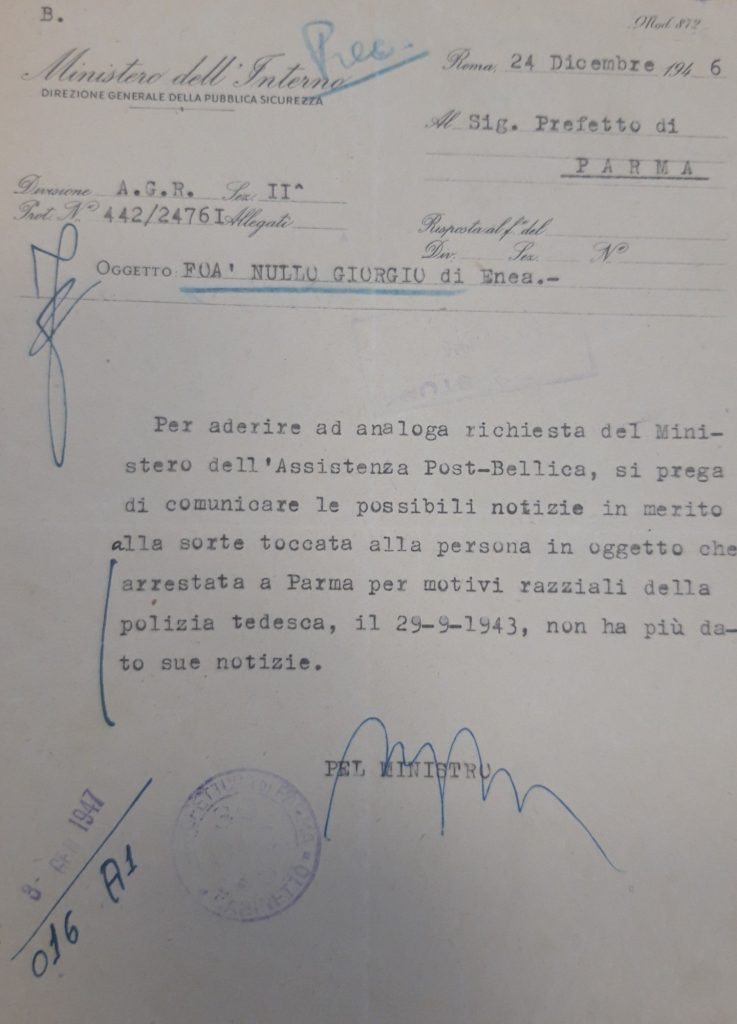 B.
Mod. 872
Ministero dell'Interno
DIREZIONE GENERALE DELLA PUBBLICA SICUREZZA
Roma, 24 Dicembre 1946
Al Sig. Prefetto di
PARMA
Divisione A.G.R. Sez. II^
Prot. N.° 442/24761 Allegati
Risposta al f.° del
Div. Sez. N°
OGGETTO: FOA' NULLO GIORGIO di Enea.-
Per aderire ad analoga richiesta del Mini-
stero dell'Assistenza Post-Bellica, si prega
di comunicare le possibili notizie in merito
alla sorte toccata alla persona in oggetto che
arrestata a Parma per motivi razziali della
polizia tedesca, il 29-9-1943, non ha più da-
to sue notizie.
PEL MINISTRO
GABINETTO
8- 1947
016 A1